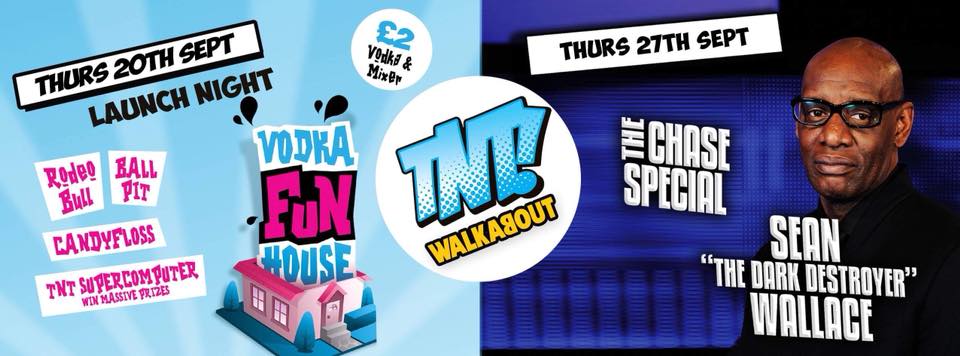 THURS 20TH SEPT
LAUNCH NIGHT
£2
Vodka &
Mixer
Rodeo
Bull
BALL
PIT
CANDYFLOSS
TNT SUPERCOMPUTER
WIN MASSIVE PRIZES
VODKA
FUN
HOUSE
TNT!
WALKABOUT
THURS 27TH SEPT
THE CHASE
SPECIAL
SEAN
"THE DARK DESTROYER"
WALLACE